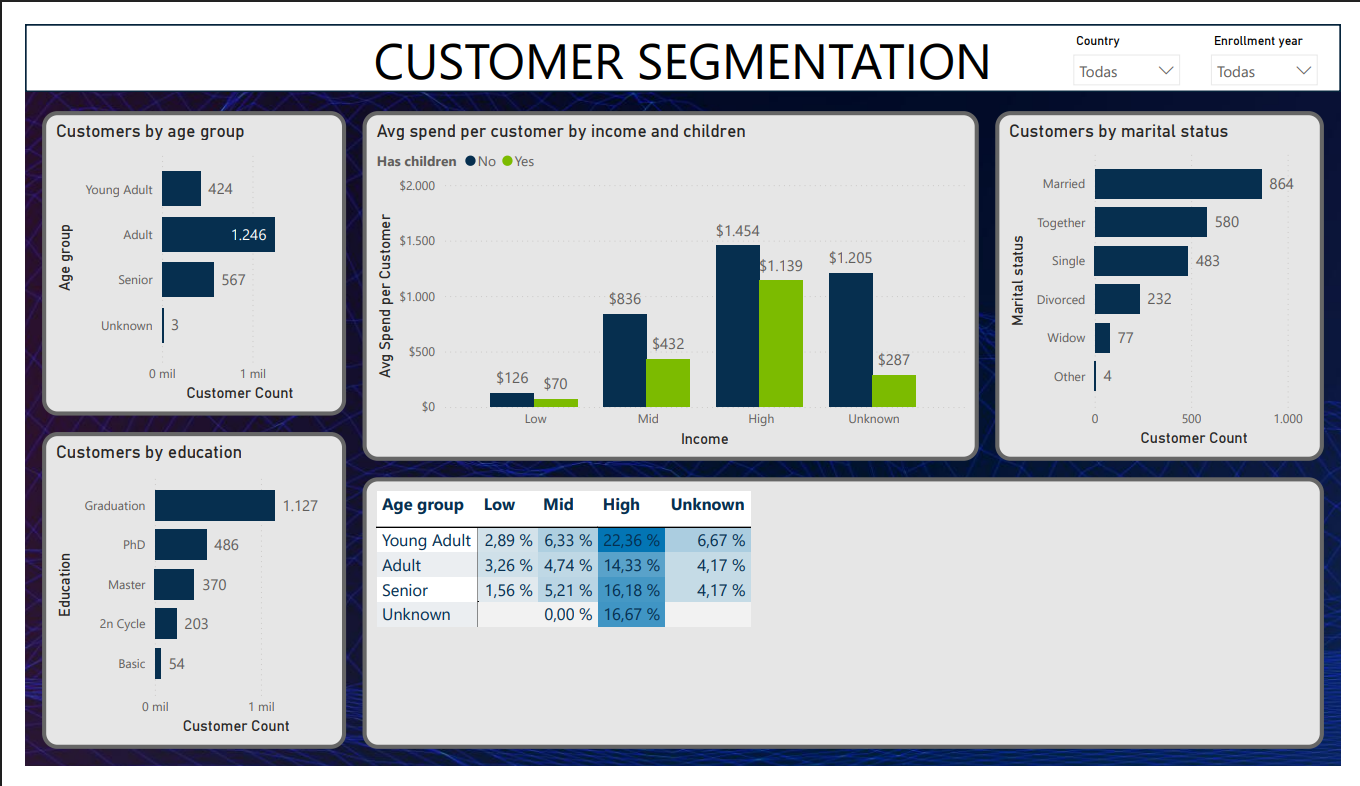 CUSTOMER SEGMENTATION
Country
Todas
Enrollment year
Todas
Customers by age group
Age group
Young Adult 424
Adult 1.246
Senior 567
Unknown 3
0 mil 1 mil
Customer Count
Avg spend per customer by income and children
Has children No Yes
Avg Spend per Customer
$2.000
$1.500
$1.000
$500
$0
$126 $70
$836 $432
$1.454 $1.139
$1.205 $287
Low Mid High Unknown
Income
Customers by marital status
Marital status
Married 864
Together 580
Single 483
Divorced 232
Widow 77
Other 4
0 500 1.000
Customer Count
Customers by education
Education
Graduation 1.127
PhD 486
Master 370
2n Cycle 203
Basic 54
0 mil 1 mil
Customer Count
Age group Low Mid High Unknown
Young Adult 2,89 % 6,33 % 22,36 % 6,67 %
Adult 3,26 % 4,74 % 14,33 % 4,17 %
Senior 1,56 % 5,21 % 16,18 % 4,17 %
Unknown 0,00 % 16,67 %